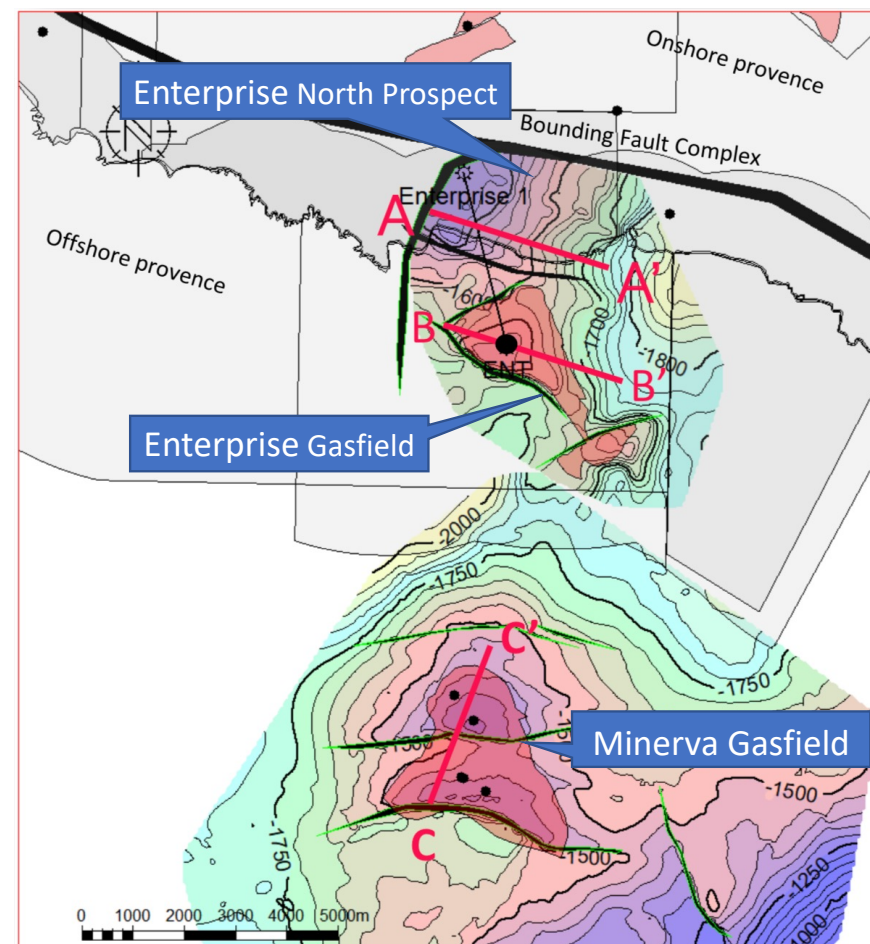 Onshore provence
Enterprise North Prospect
Bounding Fault Complex
N
Enterprise 1
A
Offshore provence
A'
-1600
B
1700
-1800
ENT
B'
Enterprise Gasfield
-2000
-1750
C'
-1750
Minerva Gasfield
-1500
-1500
-1750
C
-1500
-1250
0 1000 2000 3000 4000 5000m